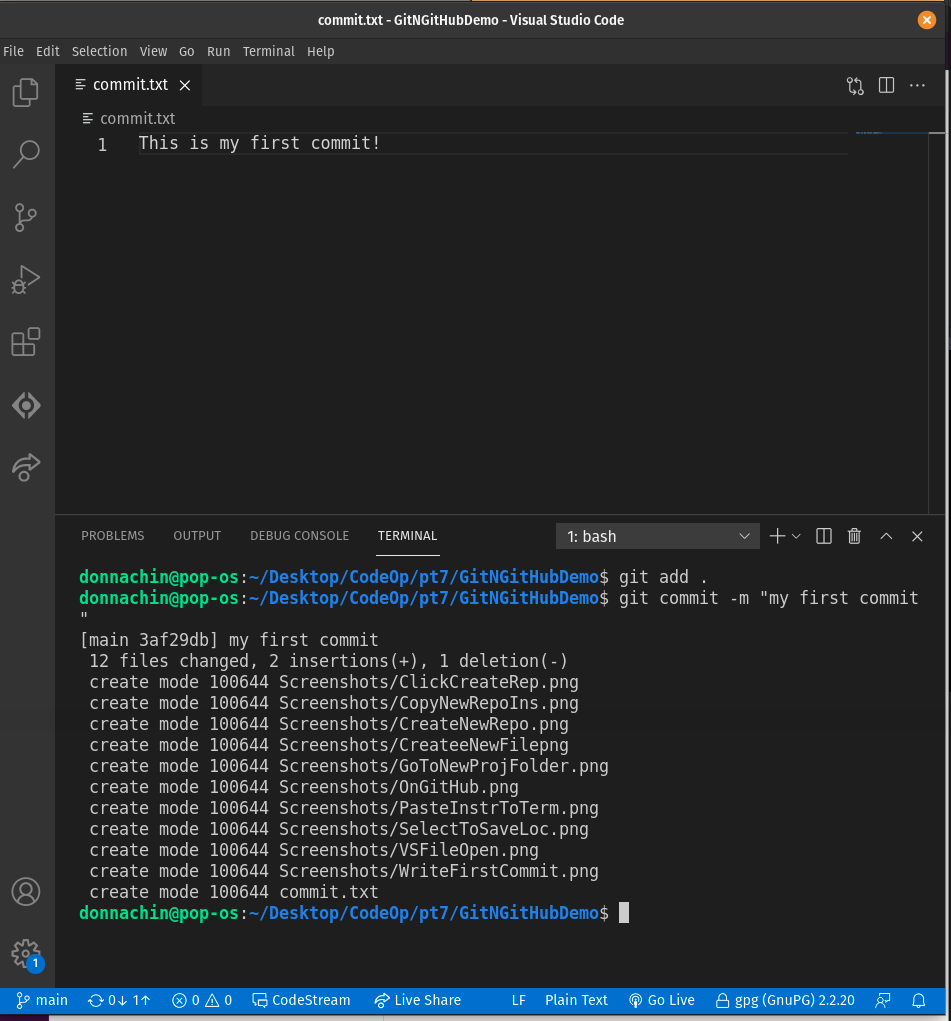 commit.txt - GitNGitHubDemo - Visual Studio Code
File Edit Selection View Go Run Terminal Help
commit.txt
commit.txt
1 This is my first commit!
PROBLEMS OUTPUT DEBUG CONSOLE TERMINAL 1: bash
donnachin@pop-os:~/Desktop/CodeOp/pt7/GitNGitHubDemo$ git add .
donnachin@pop-os:~/Desktop/CodeOp/pt7/GitNGitHubDemo$ git commit -m "my first commit
"
[main 3af29db] my first commit
 12 files changed, 2 insertions(+), 1 deletion(-)
 create mode 100644 Screenshots/ClickCreateRep.png
 create mode 100644 Screenshots/CopyNewRepoIns.png
 create mode 100644 Screenshots/CreateNewRepo.png
 create mode 100644 Screenshots/CreateeNewFilepng
 create mode 100644 Screenshots/GoToNewProjFolder.png
 create mode 100644 Screenshots/OnGitHub.png
 create mode 100644 Screenshots/PasteInstrToTerm.png
 create mode 100644 Screenshots/SelectToSaveLoc.png
 create mode 100644 Screenshots/VSFileOpen.png
 create mode 100644 Screenshots/WriteFirstCommit.png
 create mode 100644 commit.txt
donnachin@pop-os:~/Desktop/CodeOp/pt7/GitNGitHubDemo$
1
main 0↓ 1↑ 0 0 CodeStream Live Share LF Plain Text Go Live gpg (GnuPG) 2.2.20